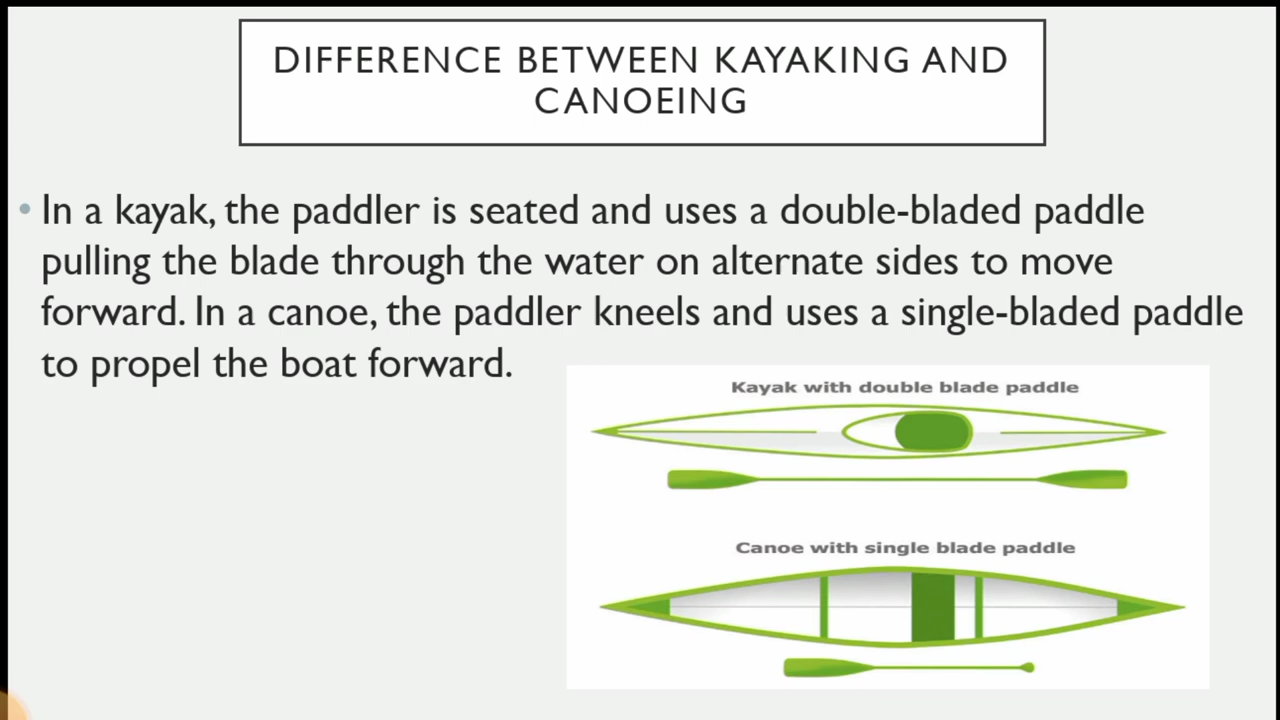 DIFFERENCE BETWEEN KAYAKING AND
CANOEING
• In a kayak, the paddler is seated and uses a double-bladed paddle
pulling the blade through the water on alternate sides to move
forward. In a canoe, the paddler kneels and uses a single-bladed paddle
to propel the boat forward.
Kayak with double blade paddle
Canoe with single blade paddle